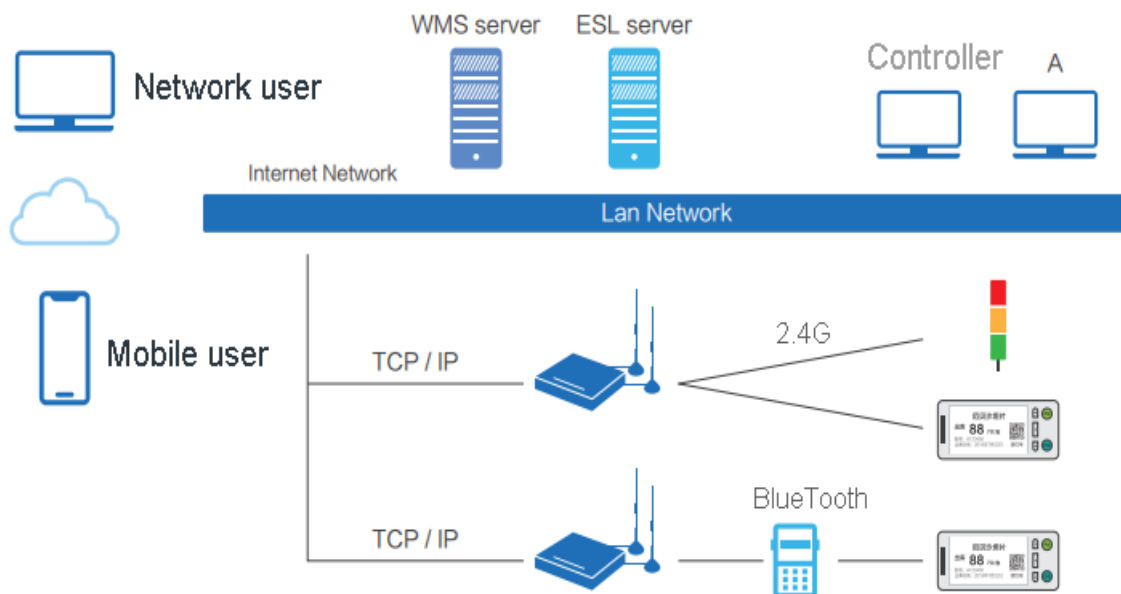 WMS server
ESL server
Controller
A
Network user
Internet Network
Lan Network
Mobile user
TCP / IP
2.4G
88
TCP / IP
BlueTooth
88